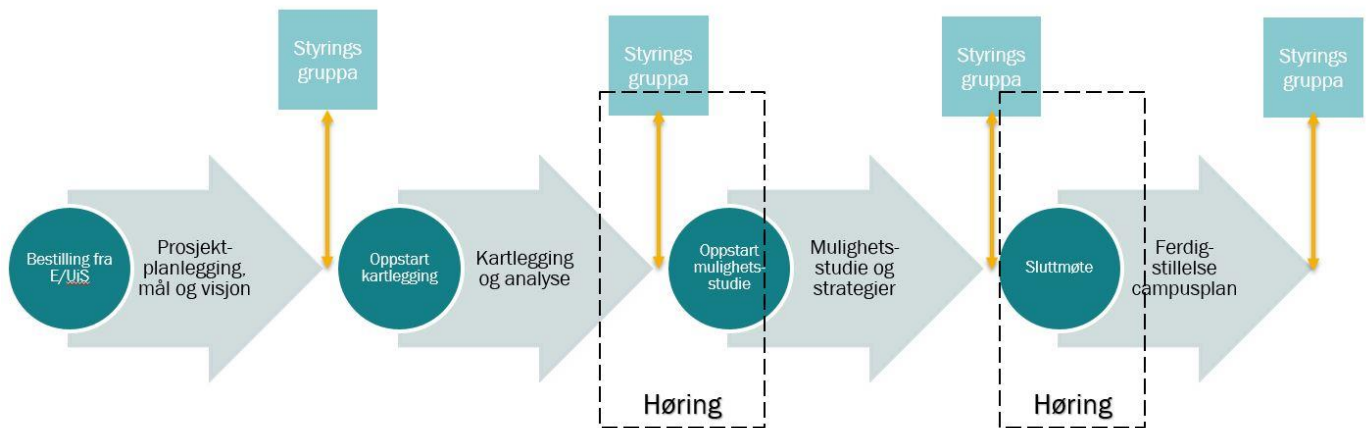 Styrings
gruppa
Styrings
gruppa
Styrings
gruppa
Styrings
gruppa
Bestilling fra
E/UiS
Prosjekt-
planlegging,
mål og visjon
Oppstart
kartlegging
Kartlegging
og analyse
Oppstart
mulighets-
studie
Mulighets-
studie og
strategier
Sluttmøte
Ferdig-
stillelse
campusplan
Høring
Høring